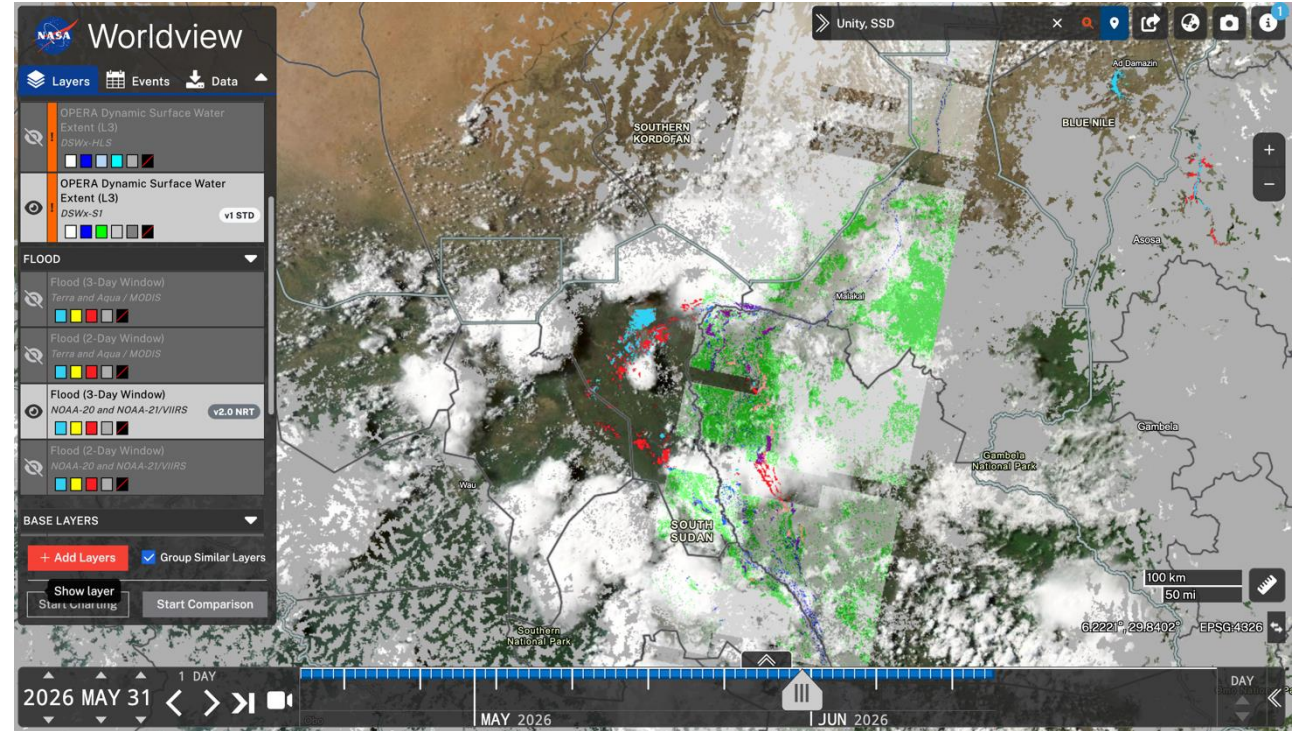 NASA
Worldview
Layers
Events
Data
OPERA Dynamic Surface Water
Extent (L3)
DSWx-HLS
OPERA Dynamic Surface Water
Extent (L3)
DSWx-S1
v1 STD
FLOOD
Flood (3-Day Window)
Terra and Aqua / MODIS
Flood (2-Day Window)
Terra and Aqua / MODIS
Flood (3-Day Window)
NOAA-20 and NOAA-21/VIIRS
v2.0 NRT
Flood (2-Day Window)
NOAA-20 and NOAA-21/VIIRS
BASE LAYERS
+ Add Layers
Group Similar Layers
Show layer
Start Charting
Start Comparison
Unity, SSD
1
Ad Damazin
BLUE NILE
SOUTHERN
KORDOFAN
Asosa
Malakal
Gambela
Gambela
National Park
Wau
SOUTH
SUDAN
Southern
National Park
100 km
50 mi
6.2221°, 29.8402°
EPSG:4326
1 DAY
2026 MAY 31
MAY 2026
JUN 2026
DAY